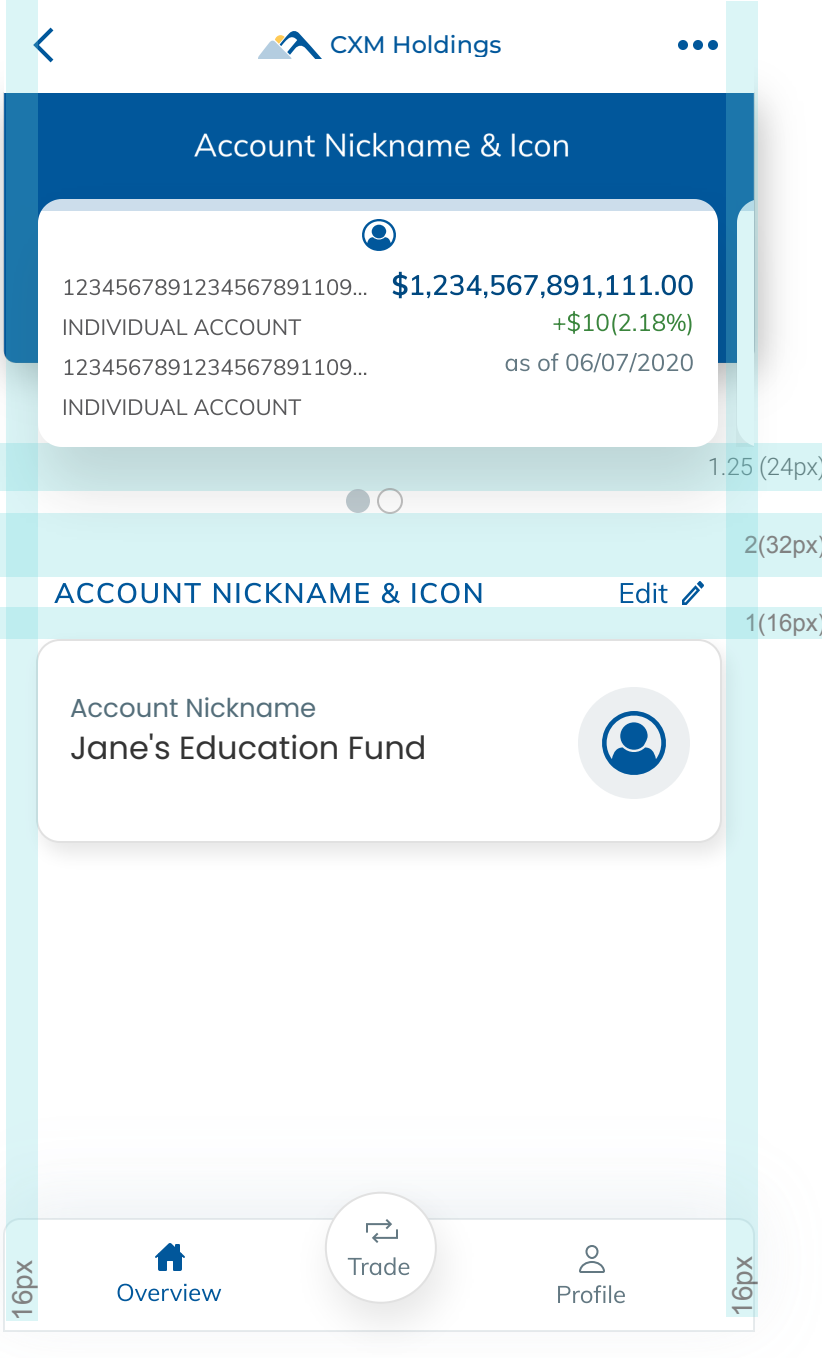 CXM Holdings
Account Nickname & Icon
1234567891234567891109...
$1,234,567,891,111.00
INDIVIDUAL ACCOUNT
+$10(2.18%)
1234567891234567891109...
as of 06/07/2020
INDIVIDUAL ACCOUNT
1.25 (24px)
2(32px)
ACCOUNT NICKNAME & ICON
Edit
1(16px)
Account Nickname
Jane's Education Fund
16px
Overview
Trade
Profile
16px